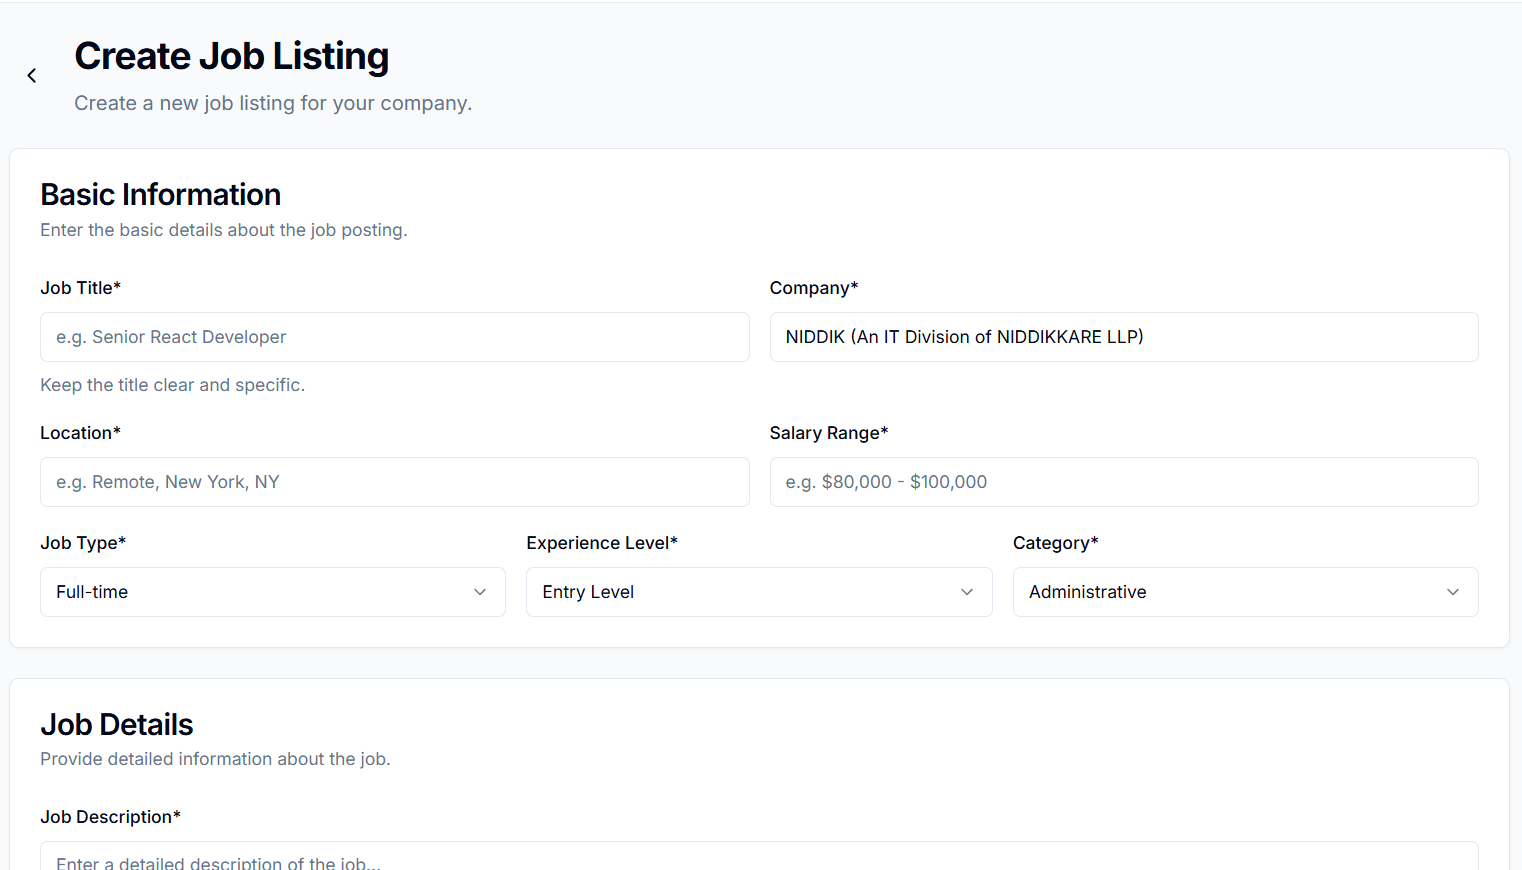 Create Job Listing
Create a new job listing for your company.
Basic Information
Enter the basic details about the job posting.
Job Title*
e.g. Senior React Developer
Keep the title clear and specific.
Company*
NIDDIK (An IT Division of NIDDIKKARE LLP)
Location*
e.g. Remote, New York, NY
Salary Range*
e.g. $80,000 - $100,000
Job Type*
Full-time
Experience Level*
Entry Level
Category*
Administrative
Job Details
Provide detailed information about the job.
Job Description*
Enter a detailed description of the job...